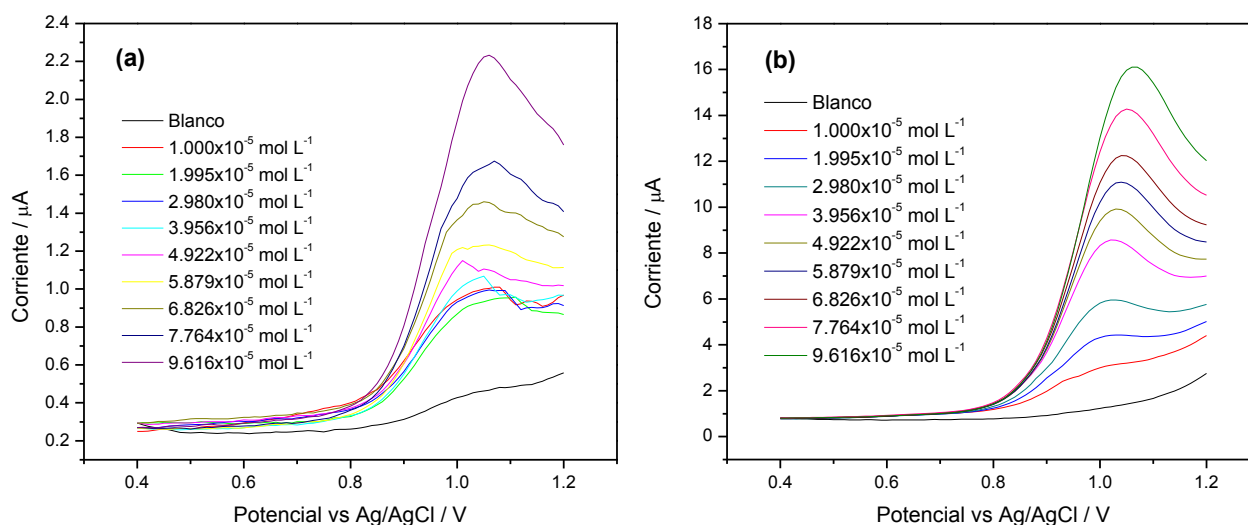 (a)
Corriente / μA
2.4
2.2
2.0
1.8
1.6
1.4
1.2
1.0
0.8
0.6
0.4
0.2
Blanco
1.000x10⁻⁵ mol L⁻¹
1.995x10⁻⁵ mol L⁻¹
2.980x10⁻⁵ mol L⁻¹
3.956x10⁻⁵ mol L⁻¹
4.922x10⁻⁵ mol L⁻¹
5.879x10⁻⁵ mol L⁻¹
6.826x10⁻⁵ mol L⁻¹
7.764x10⁻⁵ mol L⁻¹
9.616x10⁻⁵ mol L⁻¹
0.4 0.6 0.8 1.0 1.2
Potencial vs Ag/AgCl / V
(b)
Corriente / μA
18
16
14
12
10
8
6
4
2
0
Blanco
1.000x10⁻⁵ mol L⁻¹
1.995x10⁻⁵ mol L⁻¹
2.980x10⁻⁵ mol L⁻¹
3.956x10⁻⁵ mol L⁻¹
4.922x10⁻⁵ mol L⁻¹
5.879x10⁻⁵ mol L⁻¹
6.826x10⁻⁵ mol L⁻¹
7.764x10⁻⁵ mol L⁻¹
9.616x10⁻⁵ mol L⁻¹
0.4 0.6 0.8 1.0 1.2
Potencial vs Ag/AgCl / V